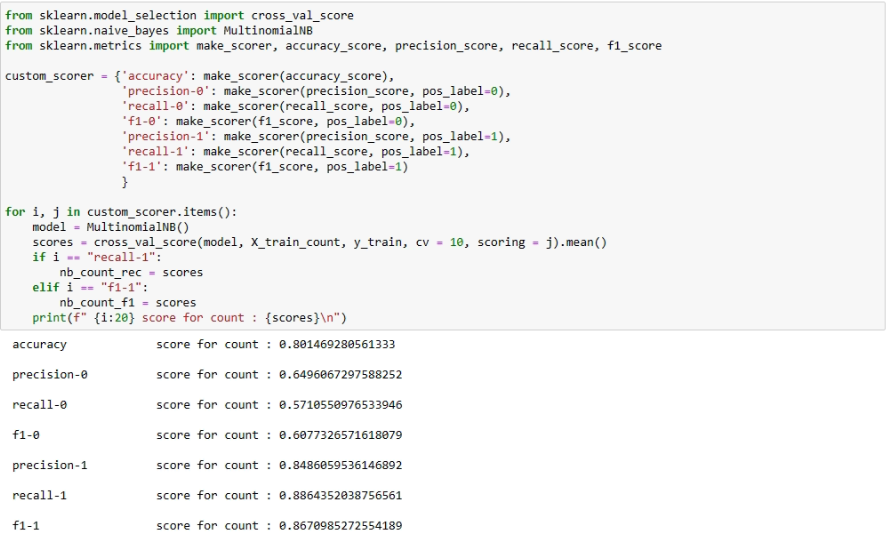 from sklearn.model_selection import cross_val_score
from sklearn.naive_bayes import MultinomialNB
from sklearn.metrics import make_scorer, accuracy_score, precision_score, recall_score, f1_score
custom_scorer = {'accuracy': make_scorer(accuracy_score),
'precision-0': make_scorer(precision_score, pos_label=0),
'recall-0': make_scorer(recall_score, pos_label=0),
'f1-0': make_scorer(f1_score, pos_label=0),
'precision-1': make_scorer(precision_score, pos_label=1),
'recall-1': make_scorer(recall_score, pos_label=1),
'f1-1': make_scorer(f1_score, pos_label=1)
}
for i, j in custom_scorer.items():
model = MultinomialNB()
scores = cross_val_score(model, X_train_count, y_train, cv = 10, scoring = j).mean()
if i == "recall-1":
nb_count_rec = scores
elif i == "f1-1":
nb_count_f1 = scores
print(f" {i:20} score for count : {scores}\n")
accuracy score for count : 0.801469280561333
precision-0 score for count : 0.6496067297588252
recall-0 score for count : 0.5710550976533946
f1-0 score for count : 0.6077326571618079
precision-1 score for count : 0.8486059536146892
recall-1 score for count : 0.8864352038756561
f1-1 score for count : 0.8670985272554189